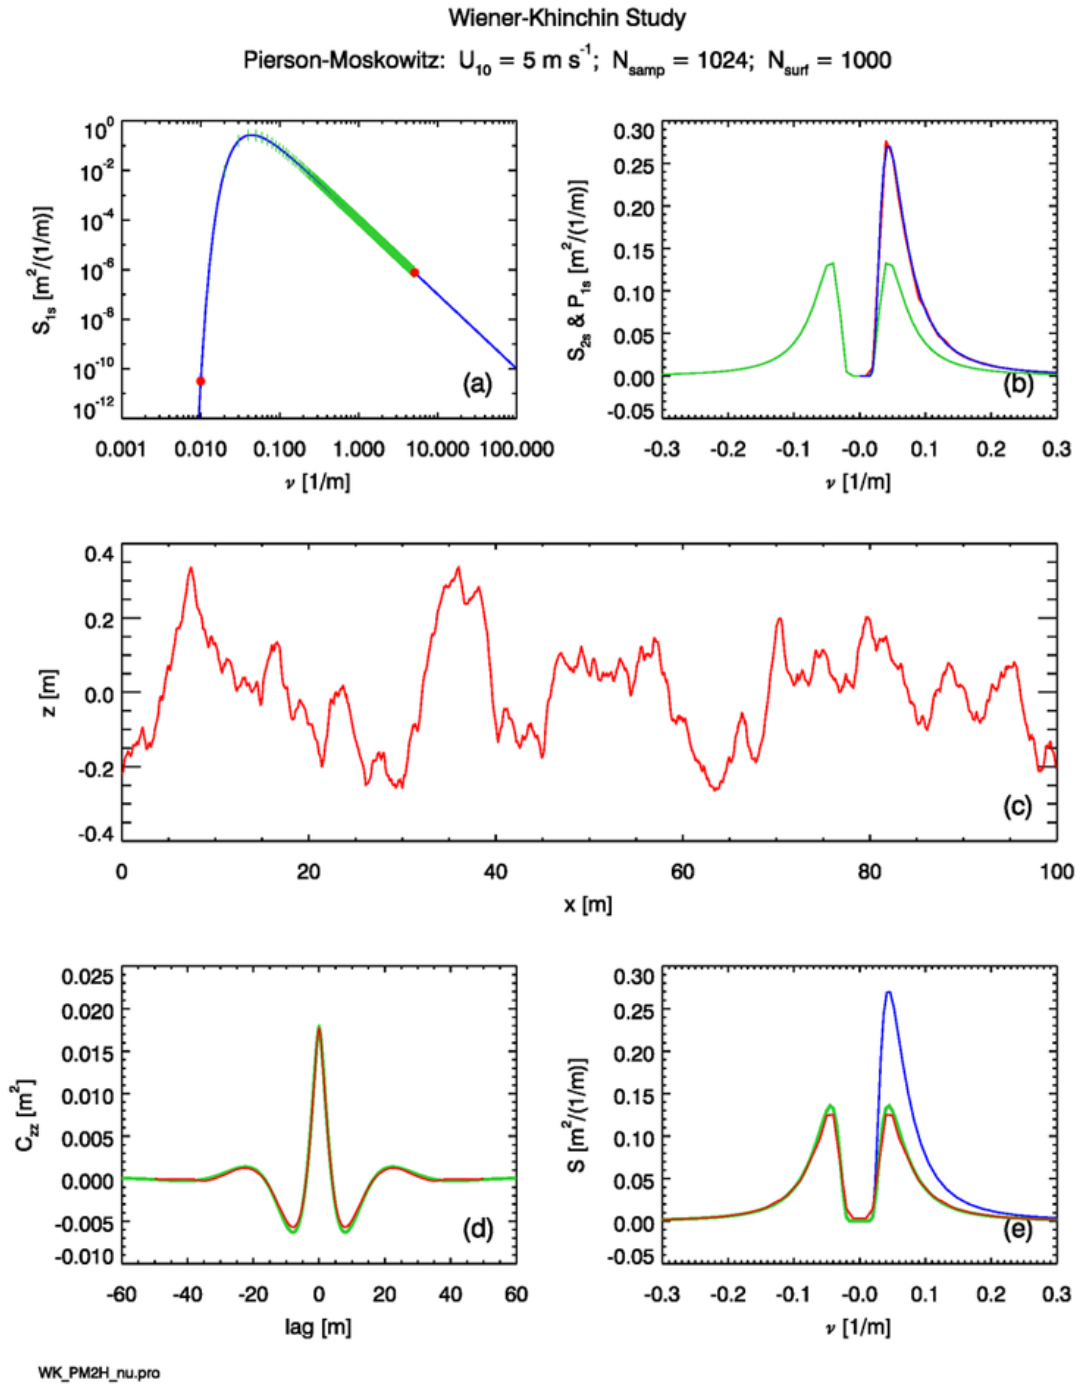 Wiener-Khinchin Study
Pierson-Moskowitz: U10 = 5 m s-1; Nsamp = 1024; Nsurf = 1000
10^0
10^-2
10^-4
10^-6
10^-8
10^-10
10^-12
S1s [m2/(1/m)]
(a)
0.001 0.010 0.100 1.000 10.000 100.000
ν [1/m]
0.30
0.25
0.20
0.15
0.10
0.05
0.00
-0.05
S2s & P1s [m2/(1/m)]
(b)
-0.3 -0.2 -0.1 -0.0 0.1 0.2 0.3
ν [1/m]
0.4
0.2
0.0
-0.2
-0.4
z [m]
(c)
0 20 40 60 80 100
x [m]
0.025
0.020
0.015
0.010
0.005
0.000
-0.005
-0.010
Czz [m2]
(d)
-60 -40 -20 0 20 40 60
lag [m]
0.30
0.25
0.20
0.15
0.10
0.05
0.00
-0.05
S [m2/(1/m)]
(e)
-0.3 -0.2 -0.1 -0.0 0.1 0.2 0.3
ν [1/m]
WK_PM2H_nu.pro